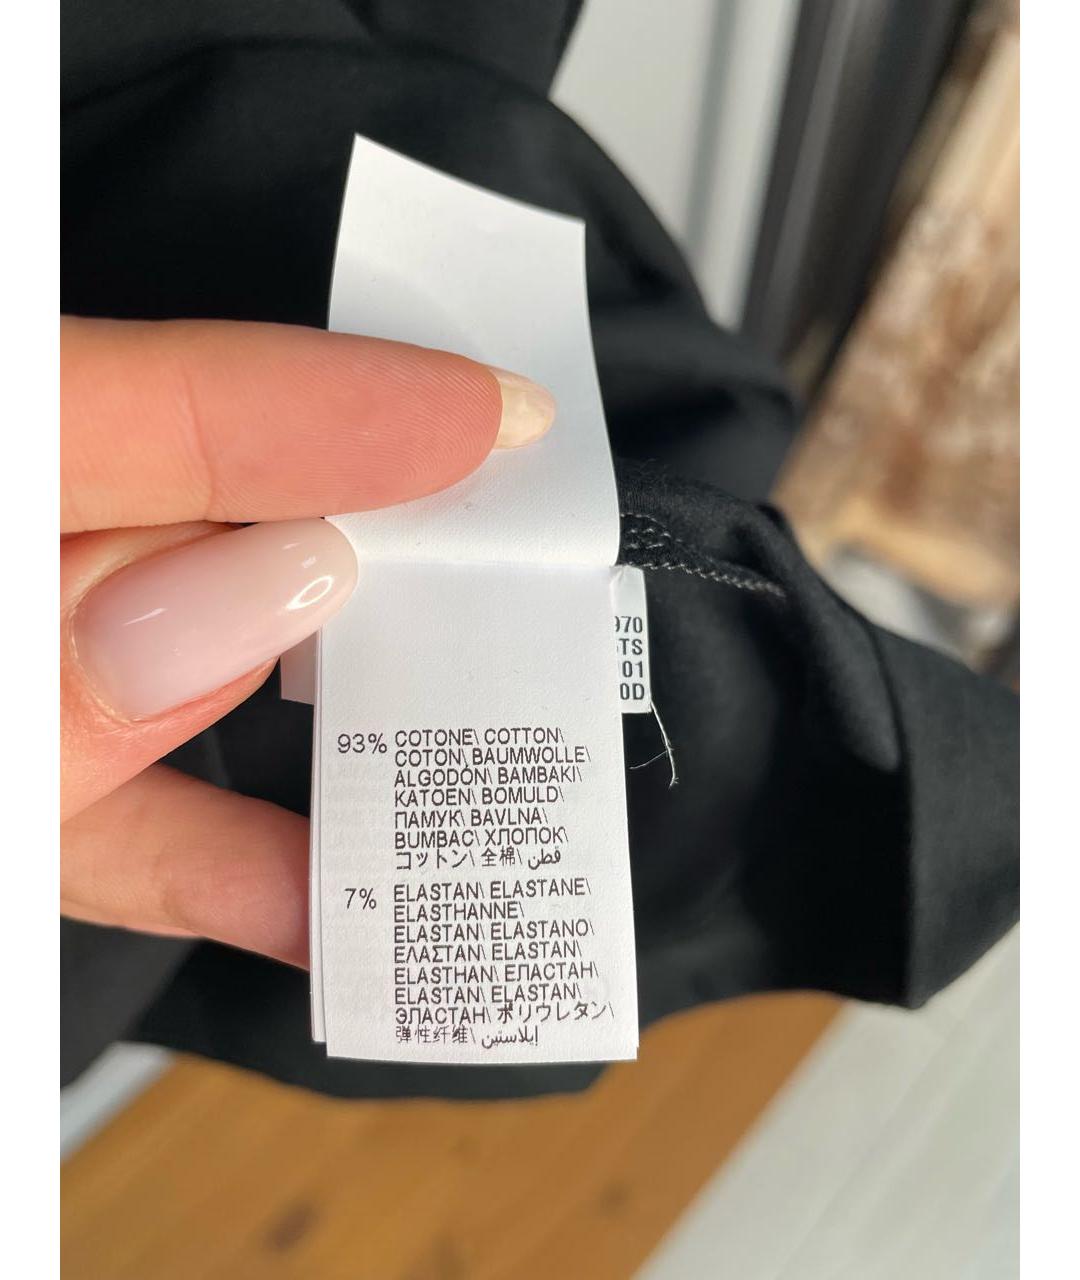 970
TS
01
0D
93% COTONE\ COTTON\
COTON\ BAUMWOLLE\
ALGODÓN\ BAMBAKI\
KATOEN\ BOMULD\
ПАМУК\ BAVLNA\
BUMBAC\ ХЛОПОК\
コットン\ 全棉\ قطن
7% ELASTAN\ ELASTANE\
ELASTHANNE\
ELASTAN\ ELASTANO\
ΕΛΑΣΤΑΝ\ ELASTAN\
ELASTHAN\ ЕЛАСТАН\
ELASTAN\ ELASTAN\
ЭЛАСТАН\ ポリウレタン\
弹性纤维\ إيلاستين